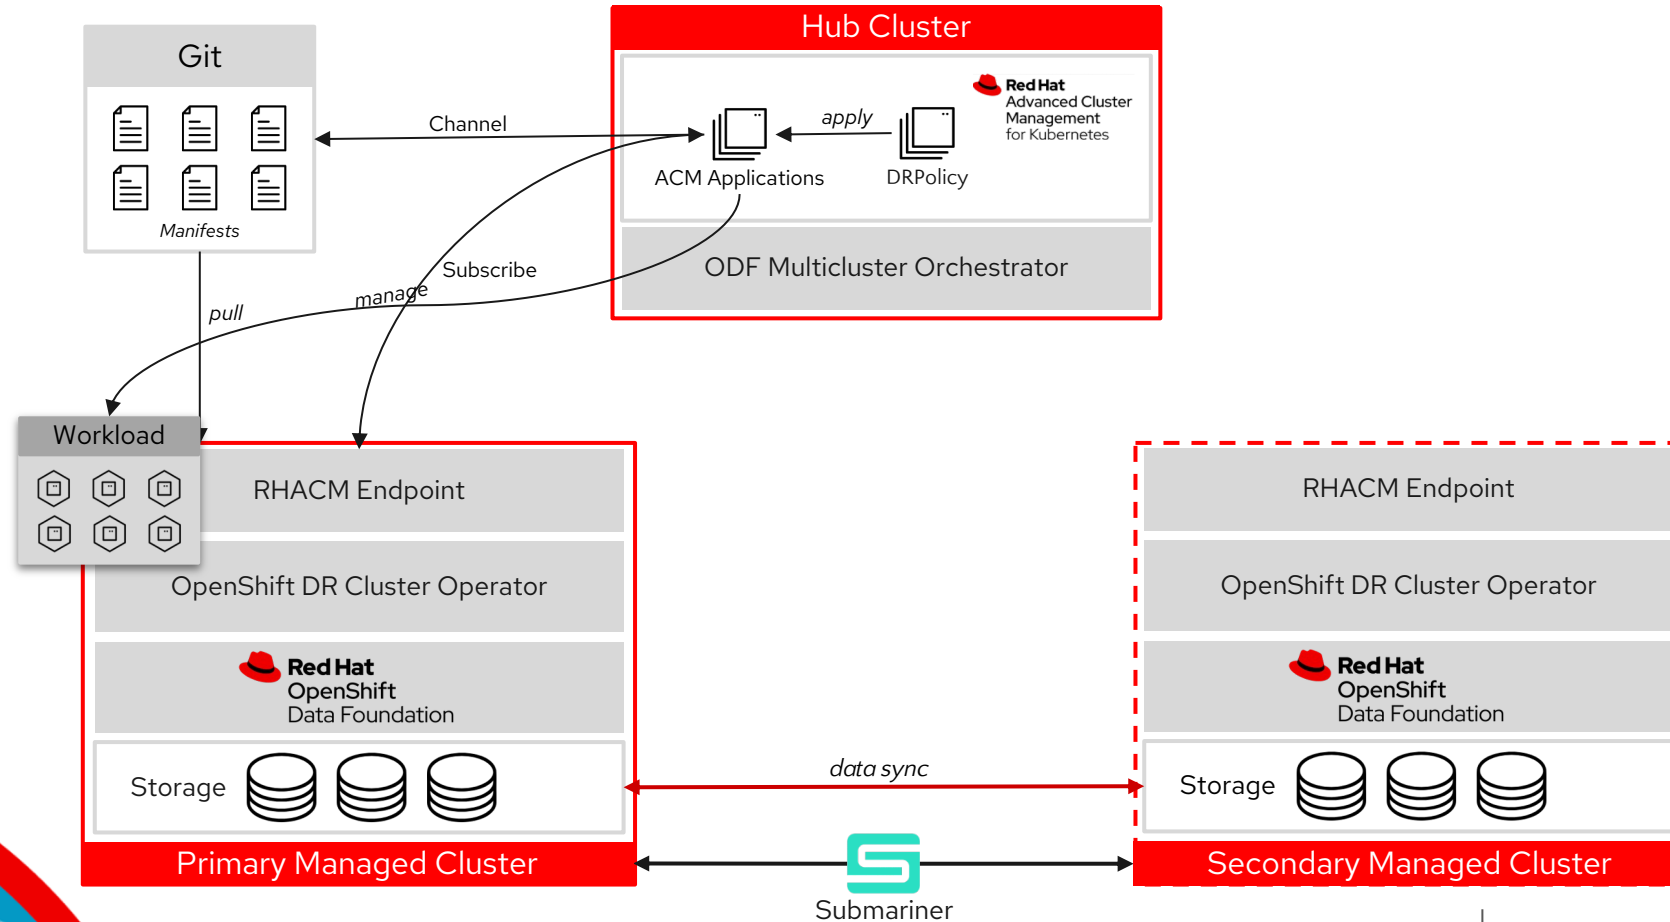 Git
Manifests
Hub Cluster
Red Hat
Advanced Cluster
Management
for Kubernetes
Channel
apply
ACM Applications
DRPolicy
ODF Multicluster Orchestrator
Subscribe
manage
pull
Workload
RHACM Endpoint
OpenShift DR Cluster Operator
Red Hat
OpenShift
Data Foundation
Storage
Primary Managed Cluster
data sync
Submariner
RHACM Endpoint
OpenShift DR Cluster Operator
Red Hat
OpenShift
Data Foundation
Storage
Secondary Managed Cluster